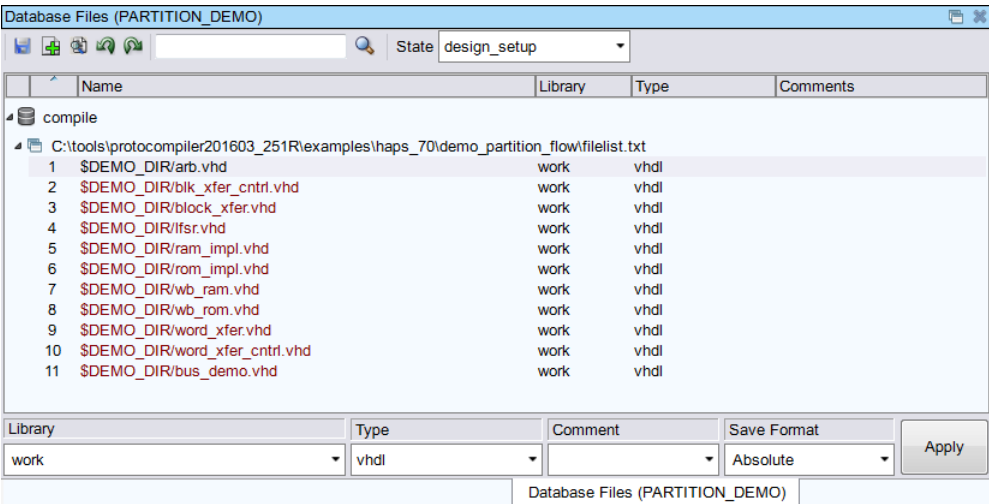 Database Files (PARTITION_DEMO)
State design_setup
Name Library Type Comments
compile
C:\tools\protocompiler201603_251R\examples\haps_70\demo_partition_flow\filelist.txt
1 $DEMO_DIR/arb.vhd work vhdl
2 $DEMO_DIR/blk_xfer_cntrl.vhd work vhdl
3 $DEMO_DIR/block_xfer.vhd work vhdl
4 $DEMO_DIR/lfsr.vhd work vhdl
5 $DEMO_DIR/ram_impl.vhd work vhdl
6 $DEMO_DIR/rom_impl.vhd work vhdl
7 $DEMO_DIR/wb_ram.vhd work vhdl
8 $DEMO_DIR/wb_rom.vhd work vhdl
9 $DEMO_DIR/word_xfer.vhd work vhdl
10 $DEMO_DIR/word_xfer_cntrl.vhd work vhdl
11 $DEMO_DIR/bus_demo.vhd work vhdl
Library Type Comment Save Format
work vhdl Absolute Apply
Database Files (PARTITION_DEMO)